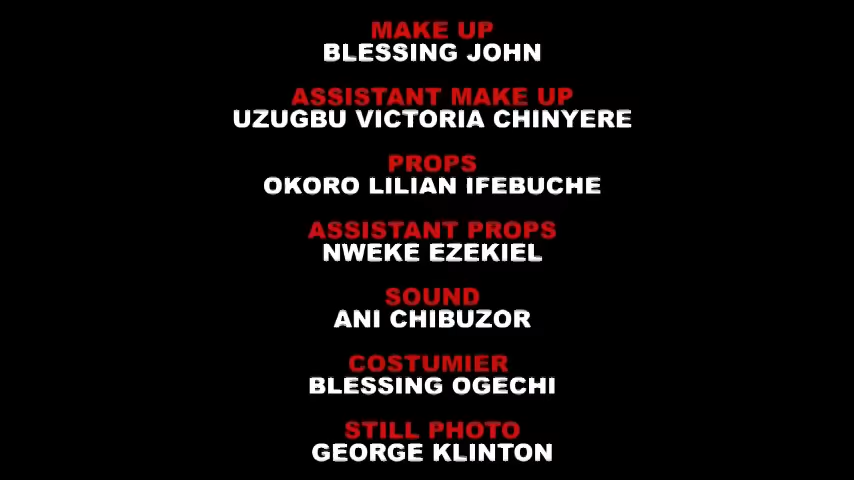 MAKE UP
BLESSING JOHN
ASSISTANT MAKE UP
UZUGBU VICTORIA CHINYERE
PROPS
OKORO LILIAN IFEBUCHE
ASSISTANT PROPS
NWEKE EZEKIEL
SOUND
ANI CHIBUZOR
COSTUMIER
BLESSING OGECHI
STILL PHOTO
GEORGE KLINTON